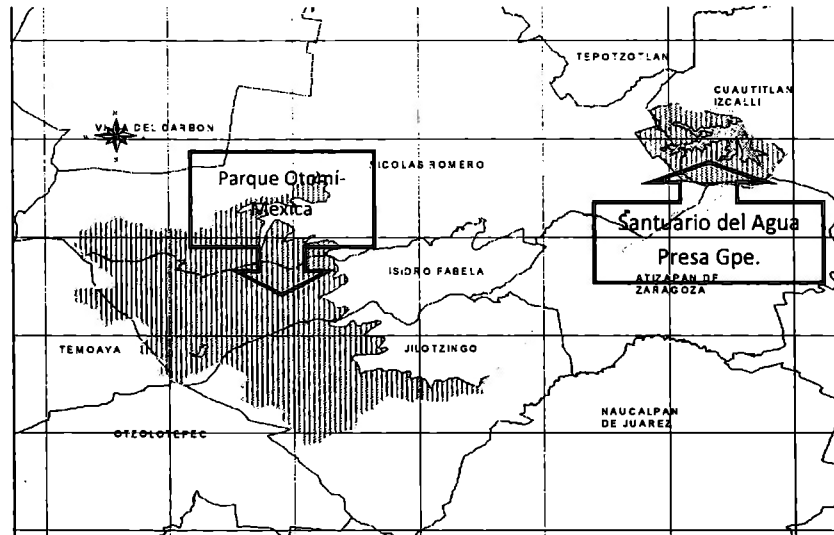 TEPOTZOTLAN
CUAUTITLAN
IZCALLI
DEL CARBON
NICOLAS ROMERO
Parque Otomí-
Mexica
Santuario del Agua
Presa Gpe.
ISIDRO FABELA
ATIZAPAN DE
ZARAGOZA
TEMOAYA
JILOTZINGO
NAUCALPAN
DE JUAREZ
OTZOLOTEPEC